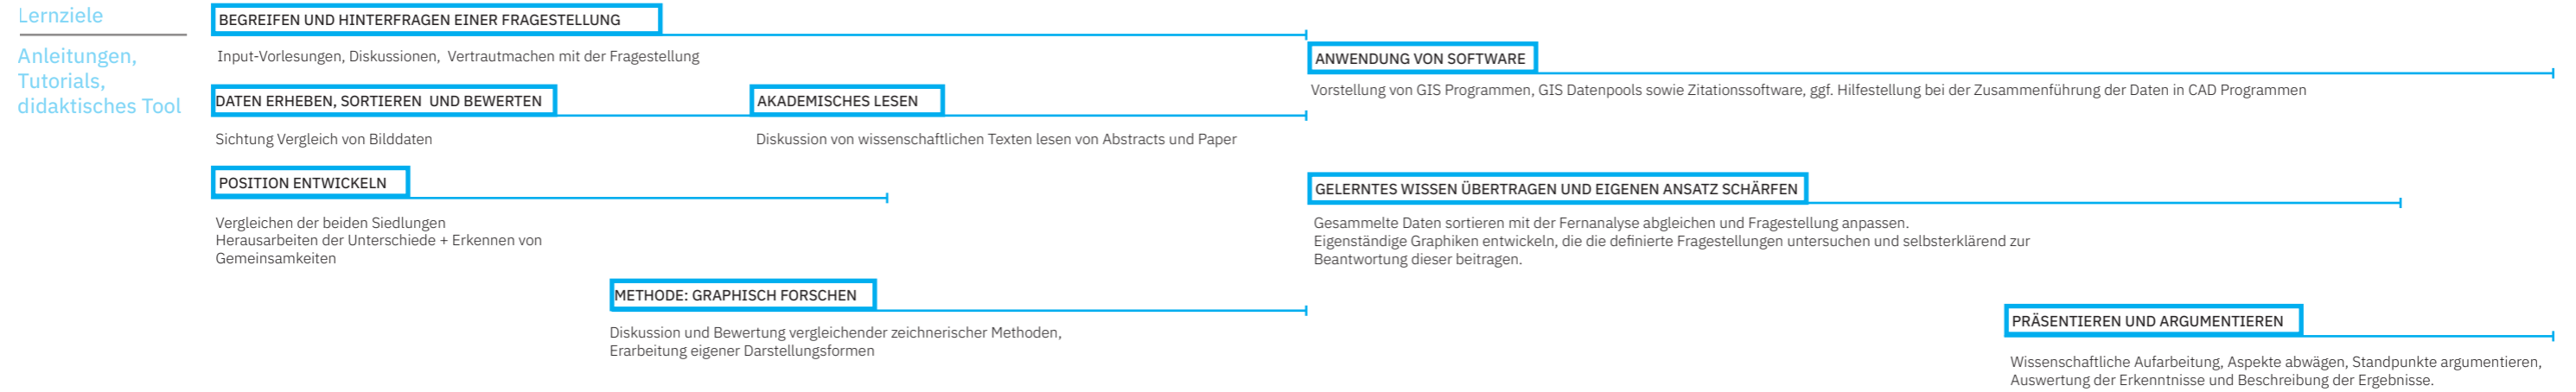 Lernziele
Anleitungen,
Tutorials,
didaktisches Tool
BEGREIFEN UND HINTERFRAGEN EINER FRAGESTELLUNG
Input-Vorlesungen, Diskussionen, Vertrautmachen mit der Fragestellung
ANWENDUNG VON SOFTWARE
Vorstellung von GIS Programmen, GIS Datenpools sowie Zitationssoftware, ggf. Hilfestellung bei der Zusammenführung der Daten in CAD Programmen
DATEN ERHEBEN, SORTIEREN UND BEWERTEN
Sichtung Vergleich von Bilddaten
AKADEMISCHES LESEN
Diskussion von wissenschaftlichen Texten lesen von Abstracts und Paper
POSITION ENTWICKELN
Vergleichen der beiden Siedlungen
Herausarbeiten der Unterschiede + Erkennen von
Gemeinsamkeiten
GELERNTES WISSEN ÜBERTRAGEN UND EIGENEN ANSATZ SCHÄRFEN
Gesammelte Daten sortieren mit der Fernanalyse abgleichen und Fragestellung anpassen.
Eigenständige Graphiken entwickeln, die die definierte Fragestellungen untersuchen und selbsterklärend zur
Beantwortung dieser beitragen.
METHODE: GRAPHISCH FORSCHEN
Diskussion und Bewertung vergleichender zeichnerischer Methoden,
Erarbeitung eigener Darstellungsformen
PRÄSENTIEREN UND ARGUMENTIEREN
Wissenschaftliche Aufarbeitung, Aspekte abwägen, Standpunkte argumentieren,
Auswertung der Erkenntnisse und Beschreibung der Ergebnisse.